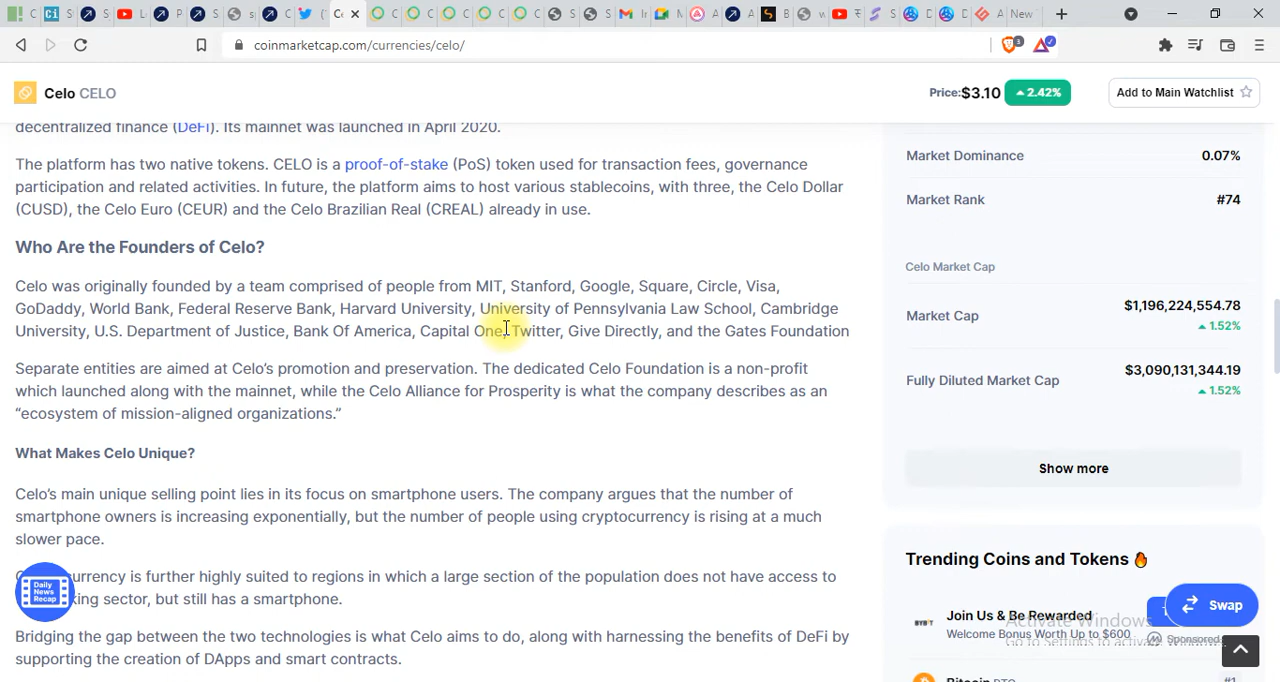 coinmarketcap.com/currencies/celo/
Celo CELO
Price:$3.10 2.42%
Add to Main Watchlist
decentralized finance (DeFi). Its mainnet was launched in April 2020.
The platform has two native tokens. CELO is a proof-of-stake (PoS) token used for transaction fees, governance
participation and related activities. In future, the platform aims to host various stablecoins, with three, the Celo Dollar
(CUSD), the Celo Euro (CEUR) and the Celo Brazilian Real (CREAL) already in use.
Who Are the Founders of Celo?
Celo was originally founded by a team comprised of people from MIT, Stanford, Google, Square, Circle, Visa,
GoDaddy, World Bank, Federal Reserve Bank, Harvard University, University of Pennsylvania Law School, Cambridge
University, U.S. Department of Justice, Bank Of America, Capital One, Twitter, Give Directly, and the Gates Foundation
Separate entities are aimed at Celo's promotion and preservation. The dedicated Celo Foundation is a non-profit
which launched along with the mainnet, while the Celo Alliance for Prosperity is what the company describes as an
“ecosystem of mission-aligned organizations.”
What Makes Celo Unique?
Celo's main unique selling point lies in its focus on smartphone users. The company argues that the number of
smartphone owners is increasing exponentially, but the number of people using cryptocurrency is rising at a much
slower pace.
currency is further highly suited to regions in which a large section of the population does not have access to
king sector, but still has a smartphone.
Bridging the gap between the two technologies is what Celo aims to do, along with harnessing the benefits of DeFi by
supporting the creation of DApps and smart contracts.
Daily
News
Recap
Market Dominance 0.07%
Market Rank #74
Celo Market Cap
Market Cap $1,196,224,554.78
1.52%
Fully Diluted Market Cap $3,090,131,344.19
1.52%
Show more
Trending Coins and Tokens
Join Us & Be Rewarded
Welcome Bonus Worth Up to $600
Sponsored
Swap
Activate Windows
Go to Settings to activate Windows.
Bitcoin BTC #1